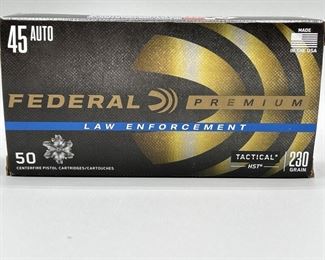 45 AUTO
MADE
IN THE USA
FEDERAL PREMIUM
LAW ENFORCEMENT
50
CENTERFIRE PISTOL CARTRIDGES/CARTOUCHES
TACTICAL®
HST®
230
GRAIN